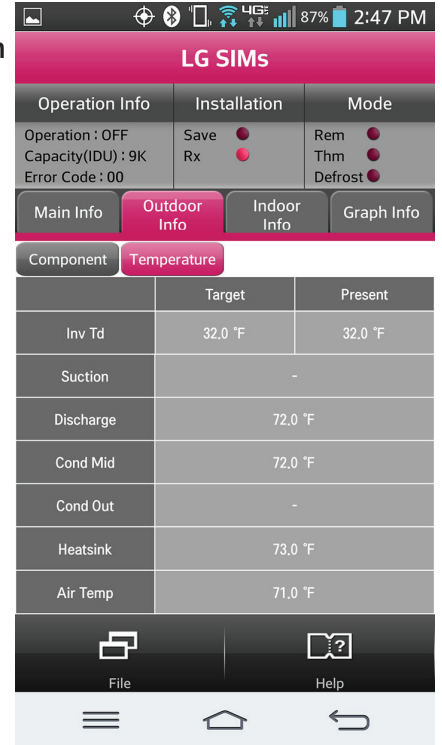 4G
87% 2:47 PM
n
LG SIMs
Operation Info Installation Mode
Operation : OFF Save Rem
Capacity(IDU) : 9K Rx Thm
Error Code : 00 Defrost
Main Info Outdoor Info Indoor Info Graph Info
Component Temperature
Target Present
Inv Td 32.0 °F 32.0 °F
Suction -
Discharge 72.0 °F
Cond Mid 72.0 °F
Cond Out -
Heatsink 73.0 °F
Air Temp 71.0 °F
File Help